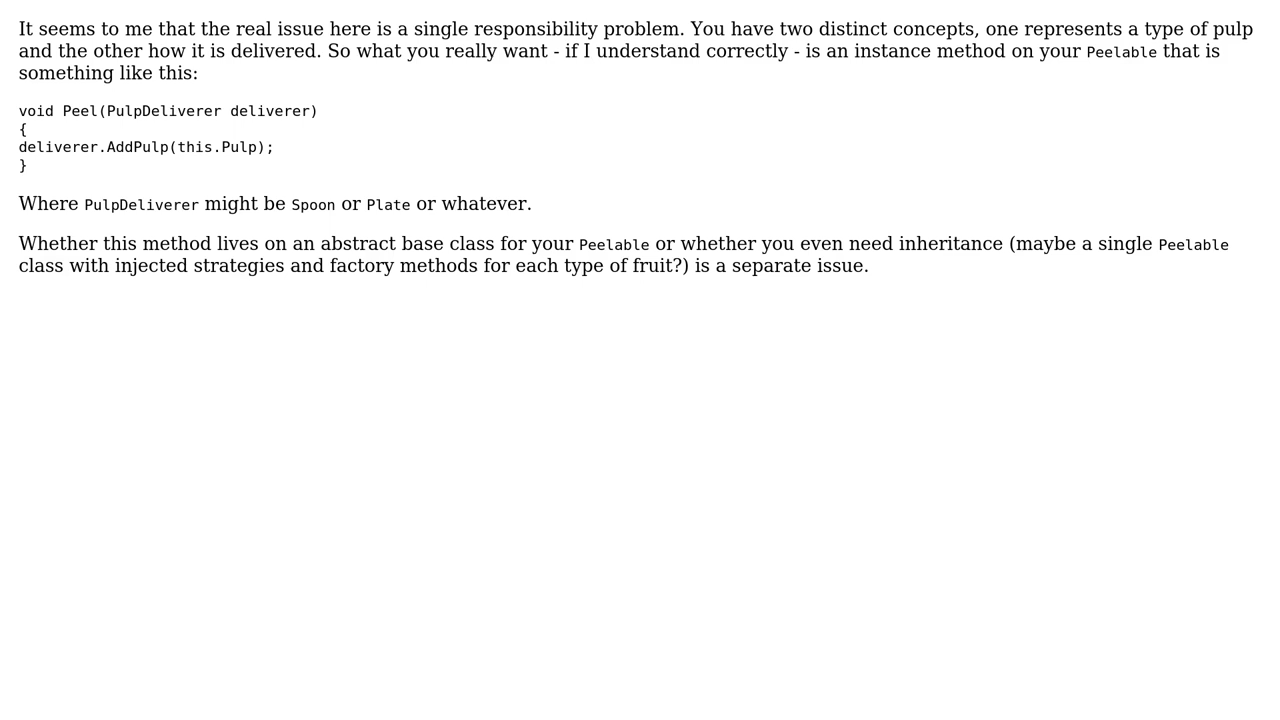 It seems to me that the real issue here is a single responsibility problem. You have two distinct concepts, one represents a type of pulp
and the other how it is delivered. So what you really want - if I understand correctly - is an instance method on your Peelable that is
something like this:
void Peel(PulpDeliverer deliverer)
{
deliverer.AddPulp(this.Pulp);
}
Where PulpDeliverer might be Spoon or Plate or whatever.
Whether this method lives on an abstract base class for your Peelable or whether you even need inheritance (maybe a single Peelable
class with injected strategies and factory methods for each type of fruit?) is a separate issue.